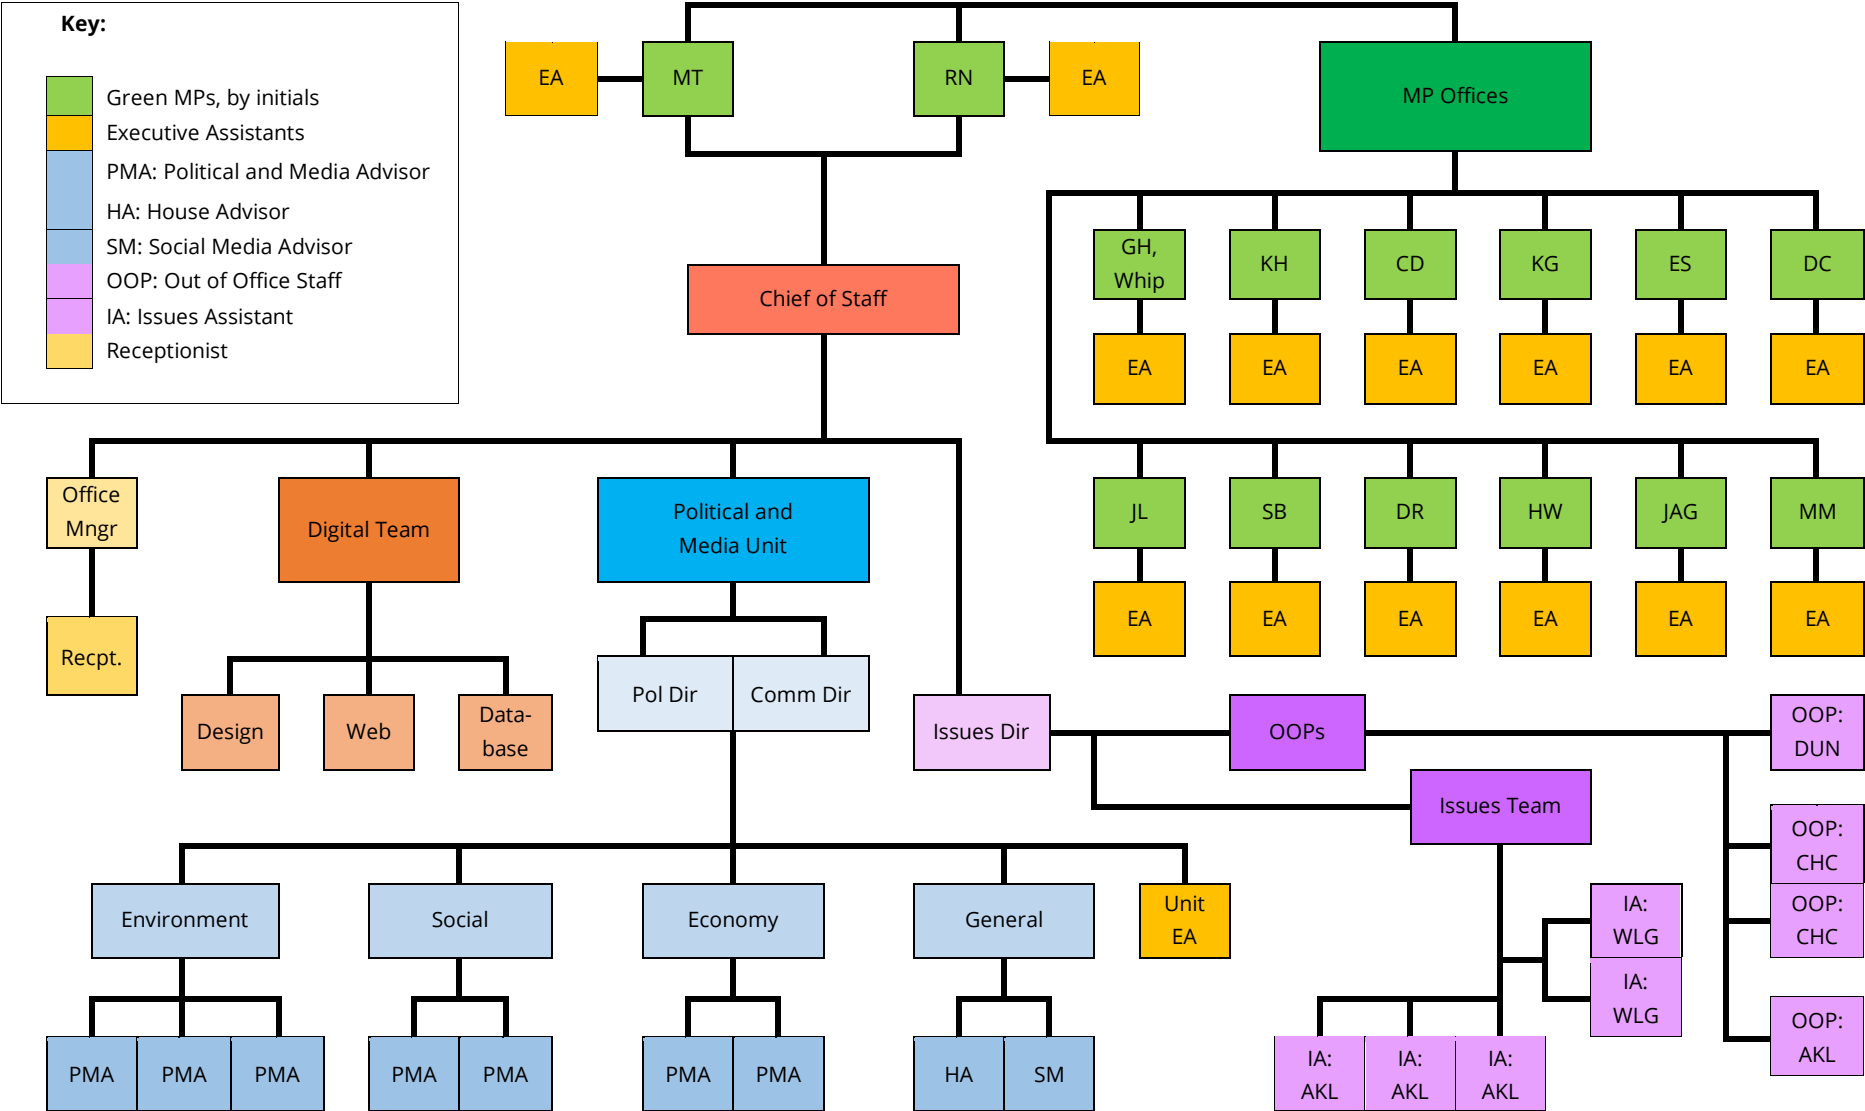 Key:
Green MPs, by initials
Executive Assistants
PMA: Political and Media Advisor
HA: House Advisor
SM: Social Media Advisor
OOP: Out of Office Staff
IA: Issues Assistant
Receptionist
EA
MT
RN
EA
MP Offices
GH,
Whip
KH
CD
KG
ES
DC
Chief of Staff
EA
EA
EA
EA
EA
EA
Office
Mngr
Digital Team
Political and
Media Unit
JL
SB
DR
HW
JAG
MM
EA
EA
EA
EA
EA
EA
Recpt.
Design
Web
Data-
base
Pol Dir
Comm Dir
Issues Dir
OOPs
OOP:
DUN
Issues Team
OOP:
CHC
OOP:
CHC
OOP:
AKL
Environment
Social
Economy
General
Unit
EA
IA:
WLG
IA:
WLG
PMA
PMA
PMA
PMA
PMA
PMA
PMA
HA
SM
IA:
AKL
IA:
AKL
IA:
AKL